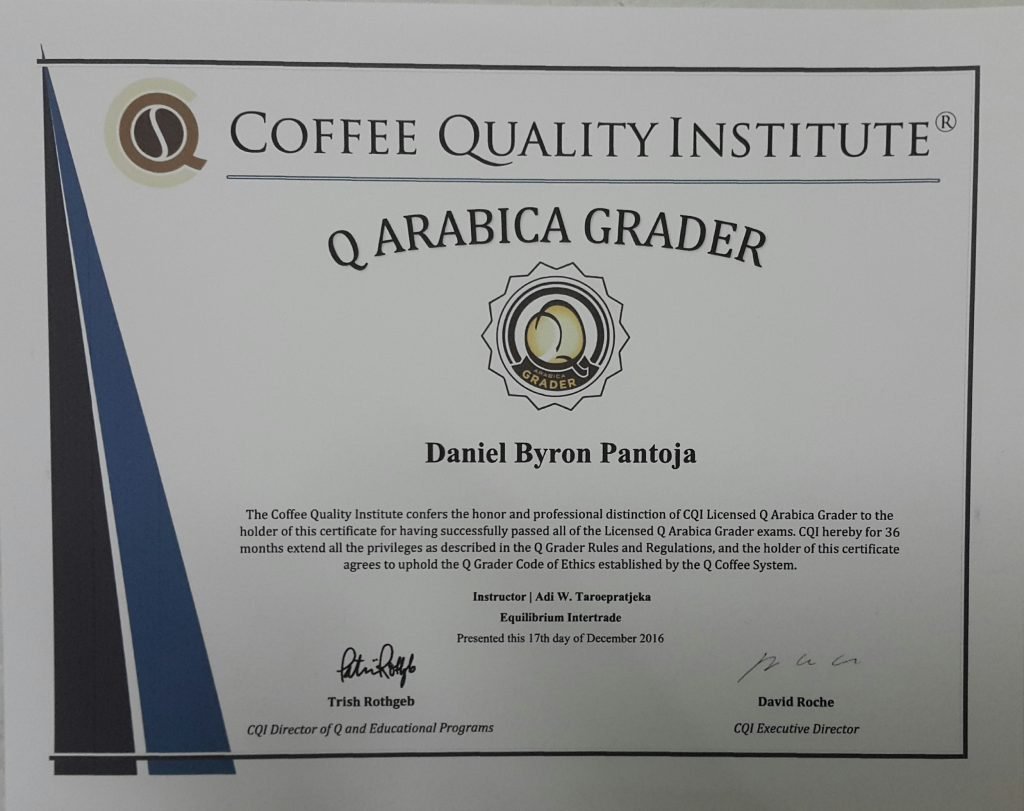 COFFEE QUALITY INSTITUTE®
Q ARABICA GRADER
ARABICA
GRADER
Daniel Byron Pantoja
The Coffee Quality Institute confers the honor and professional distinction of CQI Licensed Q Arabica Grader to the
holder of this certificate for having successfully passed all of the Licensed Q Arabica Grader exams. CQI hereby for 36
months extend all the privileges as described in the Q Grader Rules and Regulations, and the holder of this certificate
agrees to uphold the Q Grader Code of Ethics established by the Q Coffee System.
Instructor | Adi W. Taroepratjeka
Equilibrium Intertrade
Presented this 17th day of December 2016
Trish Rothgeb
David Roche
CQI Director of Q and Educational Programs
CQI Executive Director